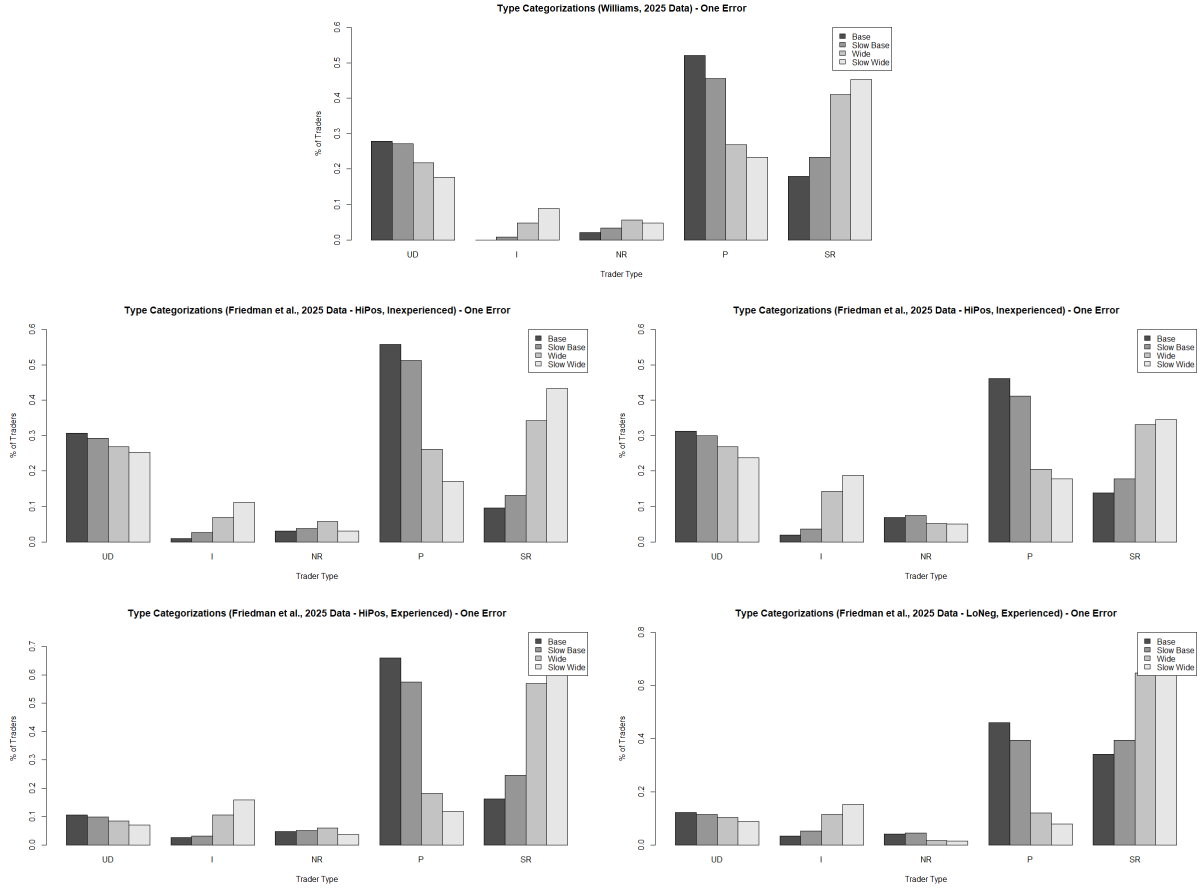 Type Categorizations (Williams, 2025 Data) - One Error
% of Traders
0.0 0.1 0.2 0.3 0.4 0.5 0.6
Base
Slow Base
Wide
Slow Wide
UD I NR P SR
Trader Type
Type Categorizations (Friedman et al., 2025 Data - HiPos, Inexperienced) - One Error
% of Traders
0.0 0.1 0.2 0.3 0.4 0.5 0.6
Base
Slow Base
Wide
Slow Wide
UD I NR P SR
Trader Type
Type Categorizations (Friedman et al., 2025 Data - HiPos, Inexperienced) - One Error
% of Traders
0.0 0.1 0.2 0.3 0.4 0.5 0.6
Base
Slow Base
Wide
Slow Wide
UD I NR P SR
Trader Type
Type Categorizations (Friedman et al., 2025 Data - HiPos, Experienced) - One Error
% of Traders
0.0 0.1 0.2 0.3 0.4 0.5 0.6 0.7
Base
Slow Base
Wide
Slow Wide
UD I NR P SR
Trader Type
Type Categorizations (Friedman et al., 2025 Data - LoNeg, Experienced) - One Error
% of Traders
0.0 0.2 0.4 0.6 0.8
Base
Slow Base
Wide
Slow Wide
UD I NR P SR
Trader Type